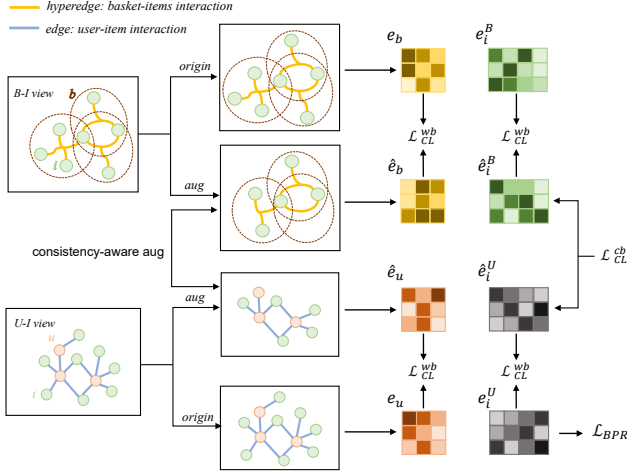 hyperedge: basket-items interaction
edge: user-item interaction
B-I view
b
i
origin
aug
consistency-aware aug
aug
U-I view
u
i
origin
e_b
e_i^B
ℒ_CL^wb
ℒ_CL^wb
ê_b
ê_i^B
ℒ_CL^cb
ê_u
ê_i^U
ℒ_CL^wb
ℒ_CL^wb
e_u
e_i^U
ℒ_BPR